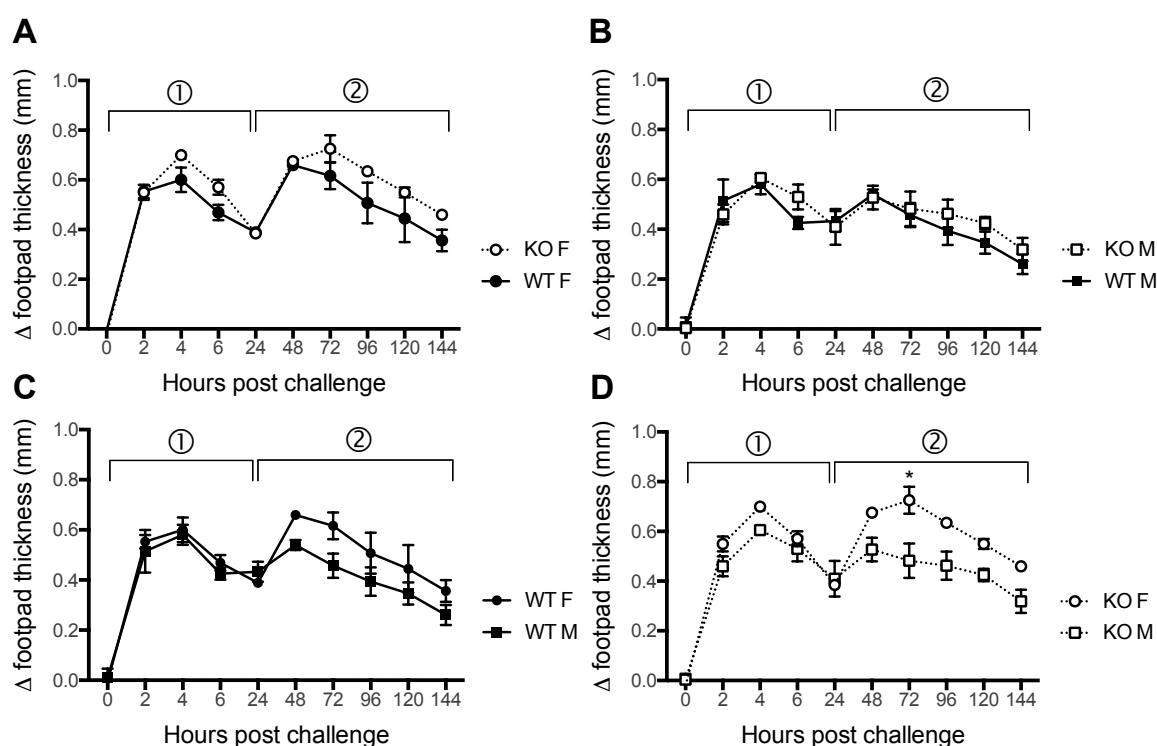 A
Δ footpad thickness (mm)
1.0
0.8
0.6
0.4
0.2
0.0
① ②
0 2 4 6 24 48 72 96 120 144
Hours post challenge
KO F
WT F
B
Δ footpad thickness (mm)
1.0
0.8
0.6
0.4
0.2
0.0
① ②
0 2 4 6 24 48 72 96 120 144
Hours post challenge
KO M
WT M
C
Δ footpad thickness (mm)
1.0
0.8
0.6
0.4
0.2
0.0
① ②
0 2 4 6 24 48 72 96 120 144
Hours post challenge
WT F
WT M
D
Δ footpad thickness (mm)
1.0
0.8
0.6
0.4
0.2
0.0
① ②
*
0 2 4 6 24 48 72 96 120 144
Hours post challenge
KO F
KO M